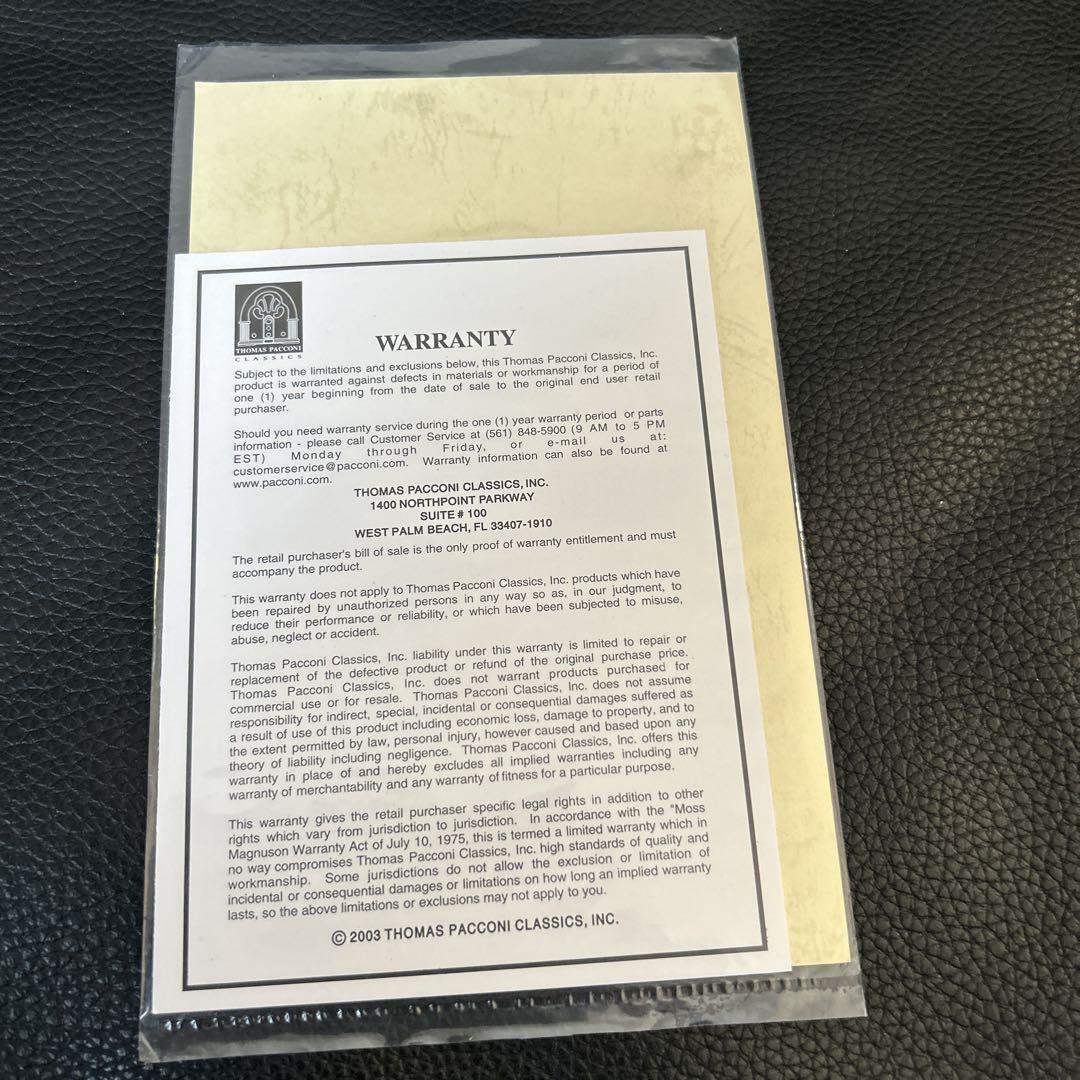 THOMAS PACCONI
CLASSICS
WARRANTY
Subject to the limitations and exclusions below, this Thomas Pacconi Classics, Inc.
product is warranted against defects in materials or workmanship for a period of
one (1) year beginning from the date of sale to the original end user retail
purchaser.
Should you need warranty service during the one (1) year warranty period or parts
information - please call Customer Service at (561) 848-5900 (9 AM to 5 PM
EST) Monday through Friday, or e-mail us at:
customerservice@pacconi.com. Warranty information can also be found at
www.pacconi.com.
THOMAS PACCONI CLASSICS, INC.
1400 NORTHPOINT PARKWAY
SUITE # 100
WEST PALM BEACH, FL 33407-1910
The retail purchaser's bill of sale is the only proof of warranty entitlement and must
accompany the product.
This warranty does not apply to Thomas Pacconi Classics, Inc. products which have
been repaired by unauthorized persons in any way so as, in our judgment, to
reduce their performance or reliability, or which have been subjected to misuse,
abuse, neglect or accident.
Thomas Pacconi Classics, Inc. liability under this warranty is limited to repair or
replacement of the defective product or refund of the original purchase price.
Thomas Pacconi Classics, Inc. does not warrant products purchased for
commercial use or for resale. Thomas Pacconi Classics, Inc. does not assume
responsibility for indirect, special, incidental or consequential damages suffered as
a result of use of this product including economic loss, damage to property, and to
the extent permitted by law, personal injury, however caused and based upon any
theory of liability including negligence. Thomas Pacconi Classics, Inc. offers this
warranty in place of and hereby excludes all implied warranties including any
warranty of merchantability and any warranty of fitness for a particular purpose.
This warranty gives the retail purchaser specific legal rights in addition to other
rights which vary from jurisdiction to jurisdiction. In accordance with the "Moss
Magnuson Warranty Act of July 10, 1975, this is termed a limited warranty which in
no way compromises Thomas Pacconi Classics, Inc. high standards of quality and
workmanship. Some jurisdictions do not allow the exclusion or limitation of
incidental or consequential damages or limitations on how long an implied warranty
lasts, so the above limitations or exclusions may not apply to you.
© 2003 THOMAS PACCONI CLASSICS, INC.